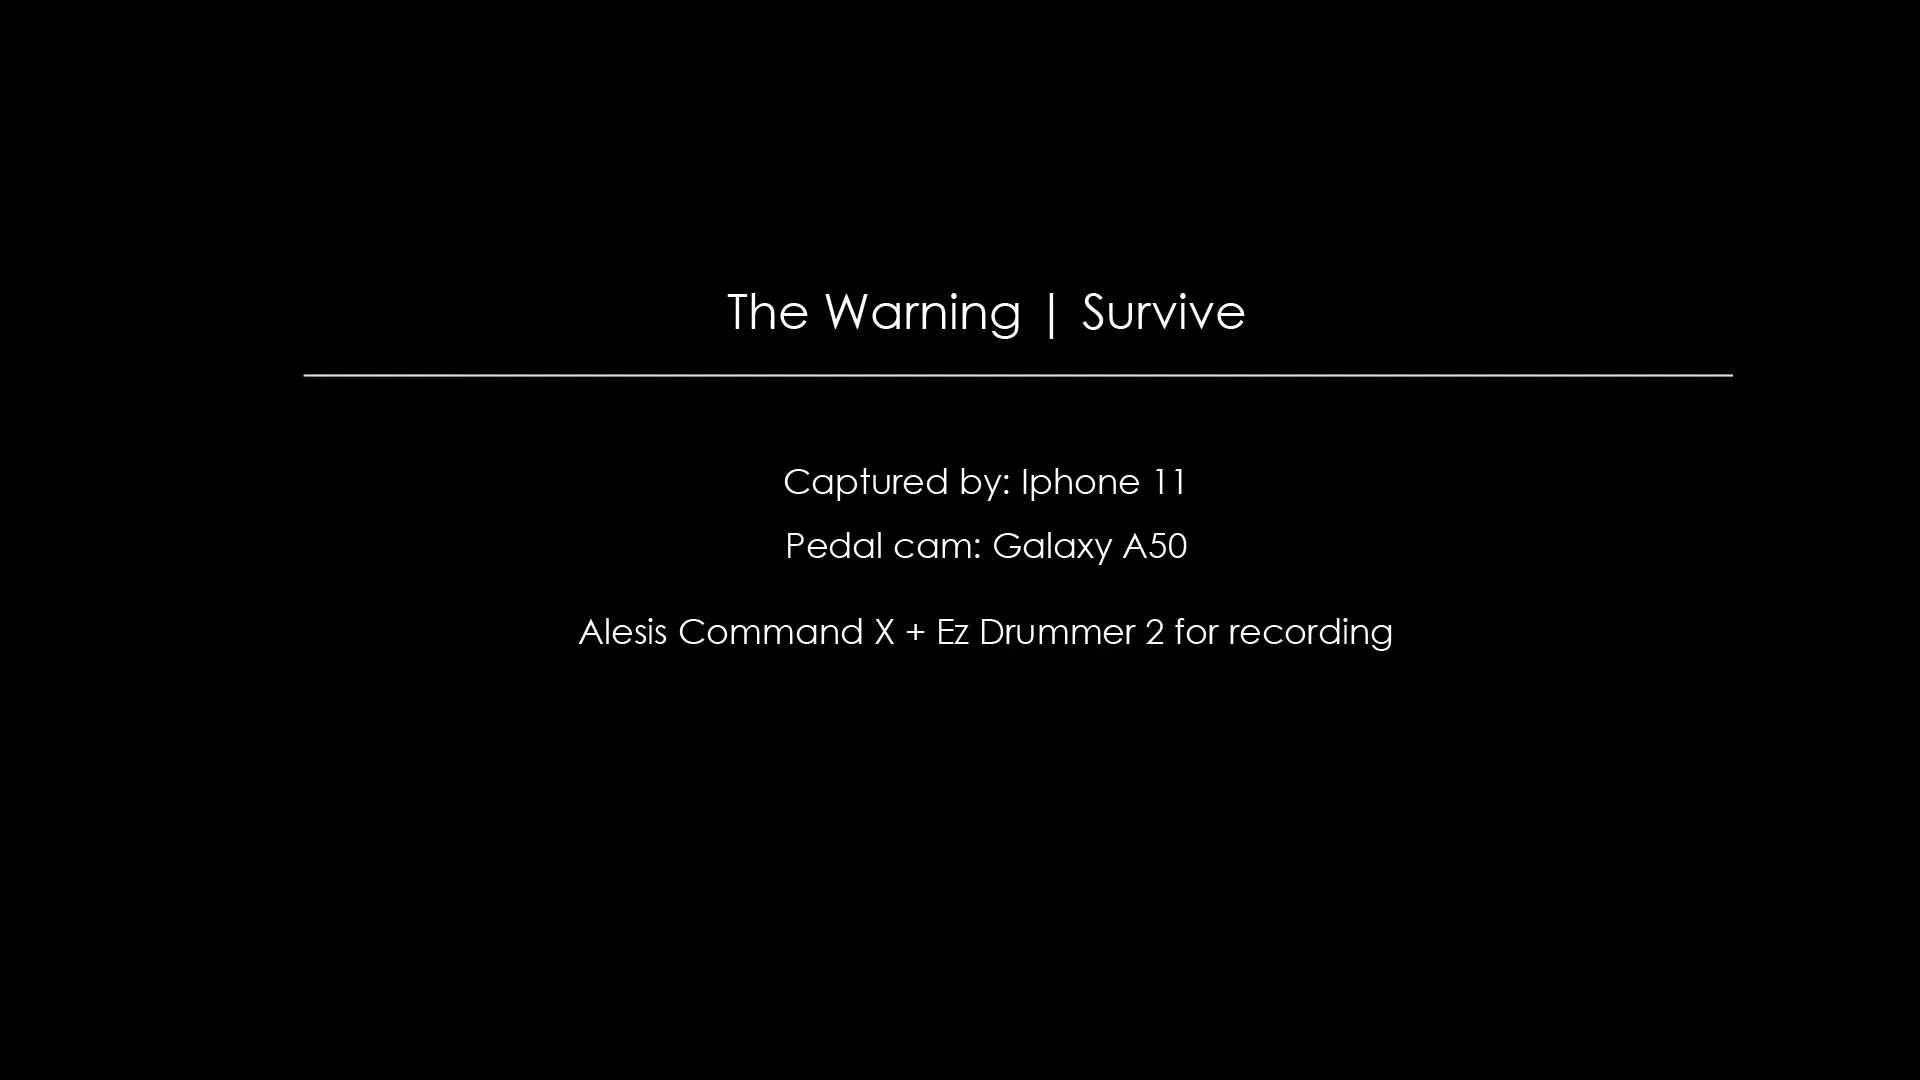 The Warning | Survive
Captured by: Iphone 11
Pedal cam: Galaxy A50
Alesis Command X + Ez Drummer 2 for recording